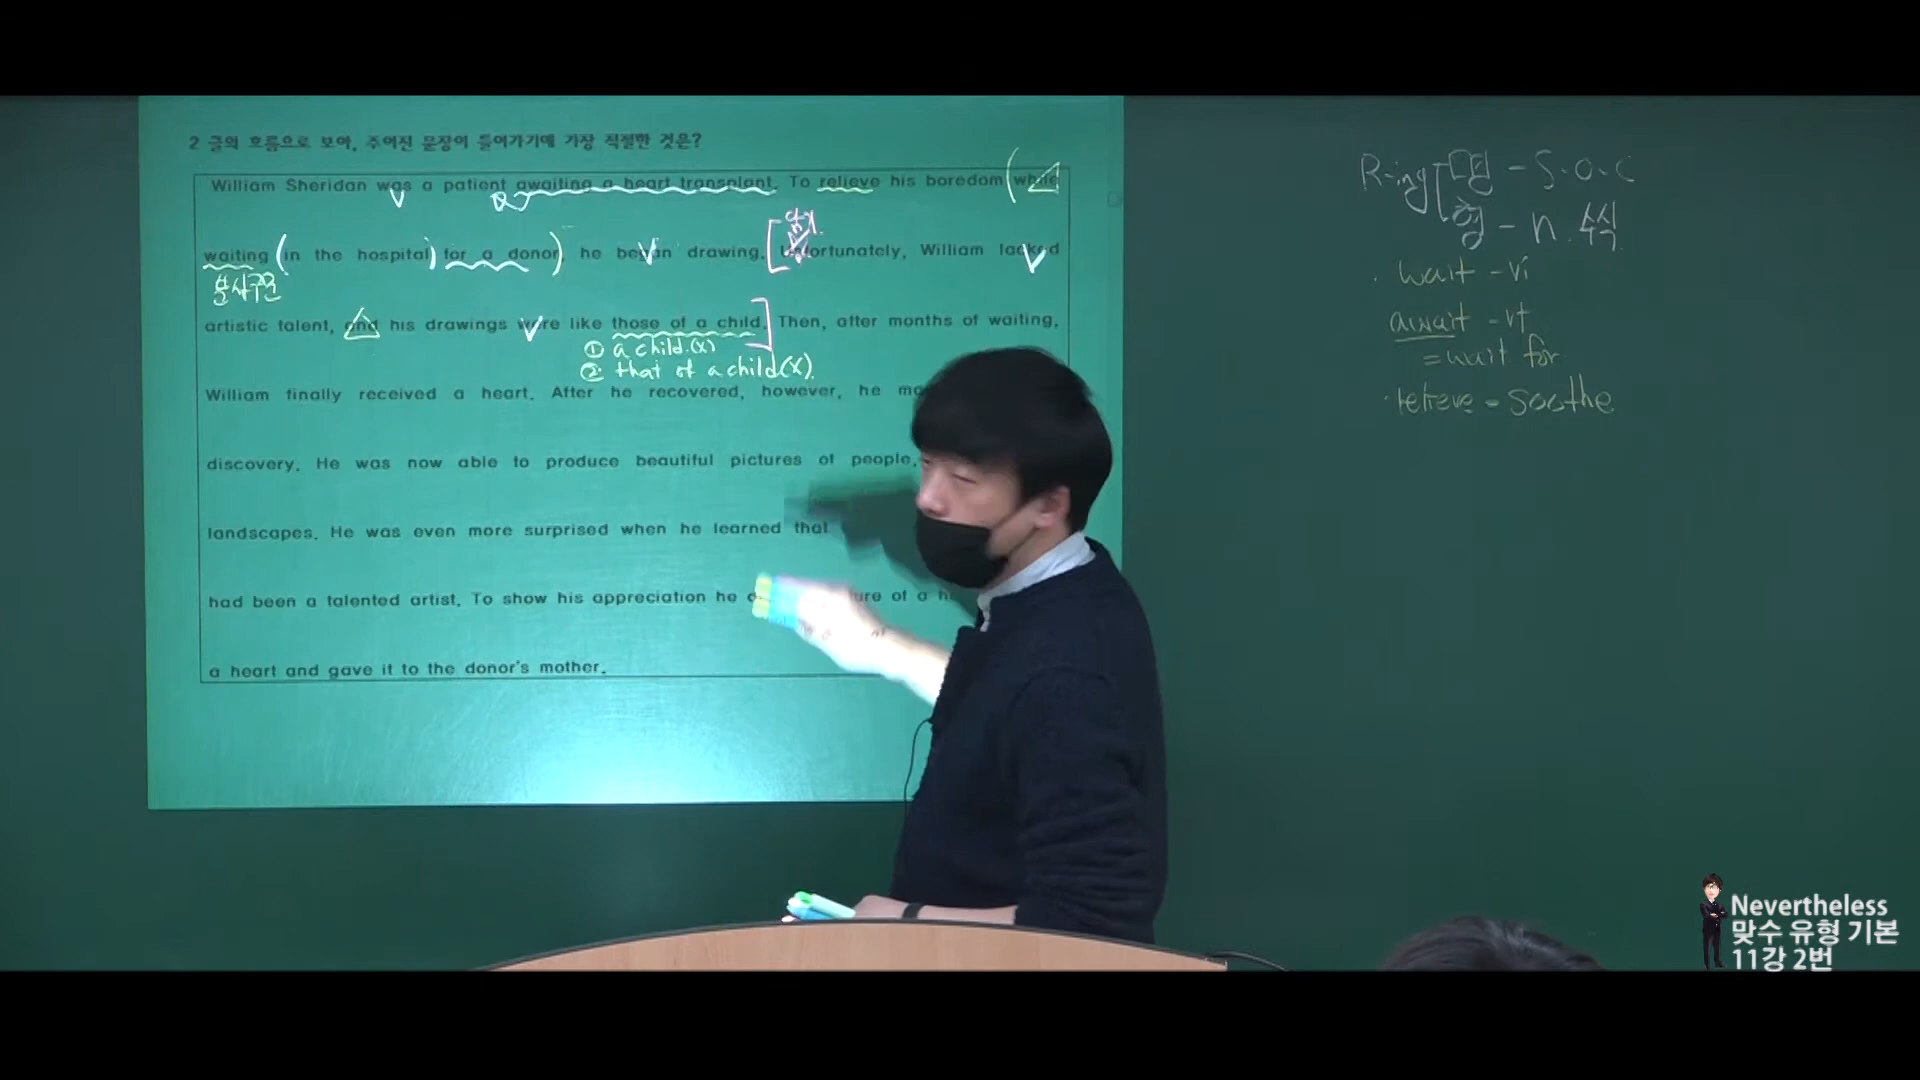 2 글의 흐름으로 보아, 주어진 문장이 들어가기에 가장 적절한 것은?
William Sheridan was a patient awaiting a heart transplant. To relieve his boredom while
waiting in the hospital for a donor, he began drawing. Unfortunately, William lacked
분사구문
artistic talent, and his drawings were like those of a child. Then, after months of waiting,
① a child (x)
② that of a child (x).
William finally received a heart. After he recovered, however, he
discovery. He was now able to produce beautiful pictures of people,
landscapes. He was even more surprised when he learned that
had been a talented artist. To show his appreciation he
a heart and gave it to the donor's mother.
R-ing 명 - S.O.C
형 - n. 수식
· wait - vi
await - vt
= wait for
· relieve = soothe
Nevertheless
맞수 유형 기본
11강 2번